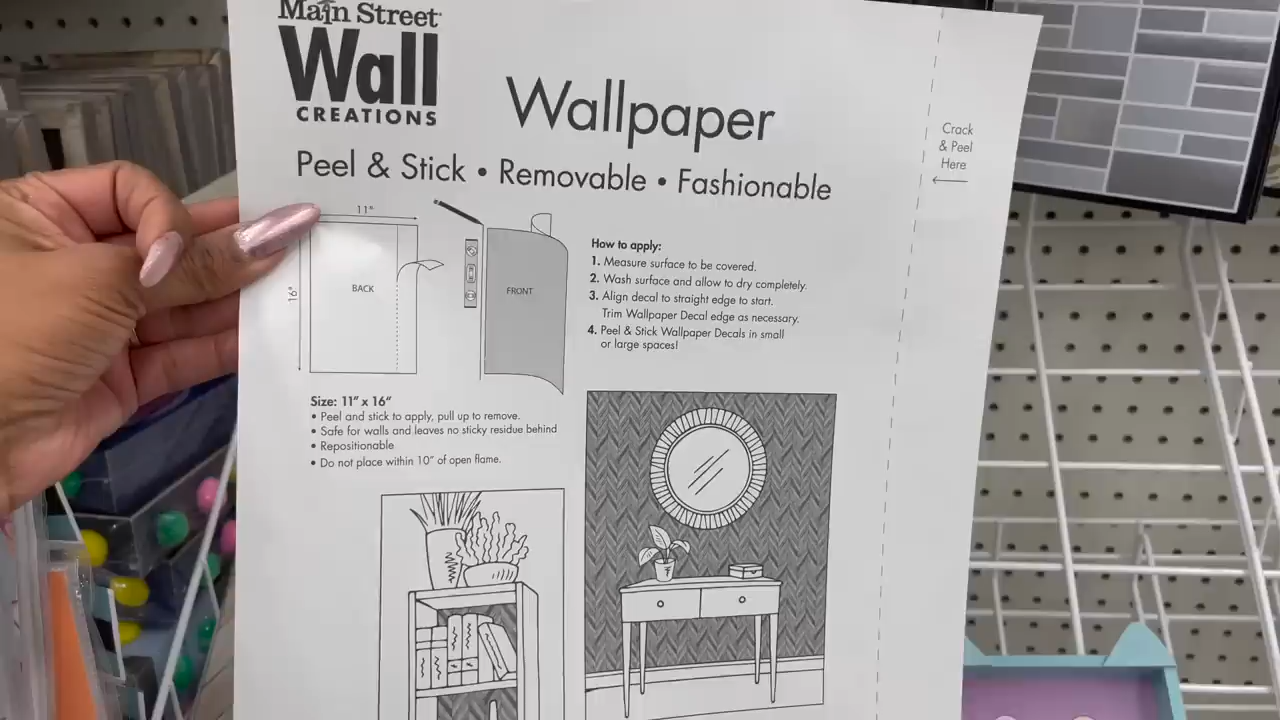 Main Street
Wall
CREATIONS
Wallpaper
Peel & Stick • Removable • Fashionable
Crack
& Peel
Here
11"
16"
BACK
FRONT
How to apply:
1. Measure surface to be covered.
2. Wash surface and allow to dry completely.
3. Align decal to straight edge to start.
Trim Wallpaper Decal edge as necessary.
4. Peel & Stick Wallpaper Decals in small
or large spaces!
Size: 11" x 16"
• Peel and stick to apply, pull up to remove.
• Safe for walls and leaves no sticky residue behind
• Repositionable
• Do not place within 10" of open flame.